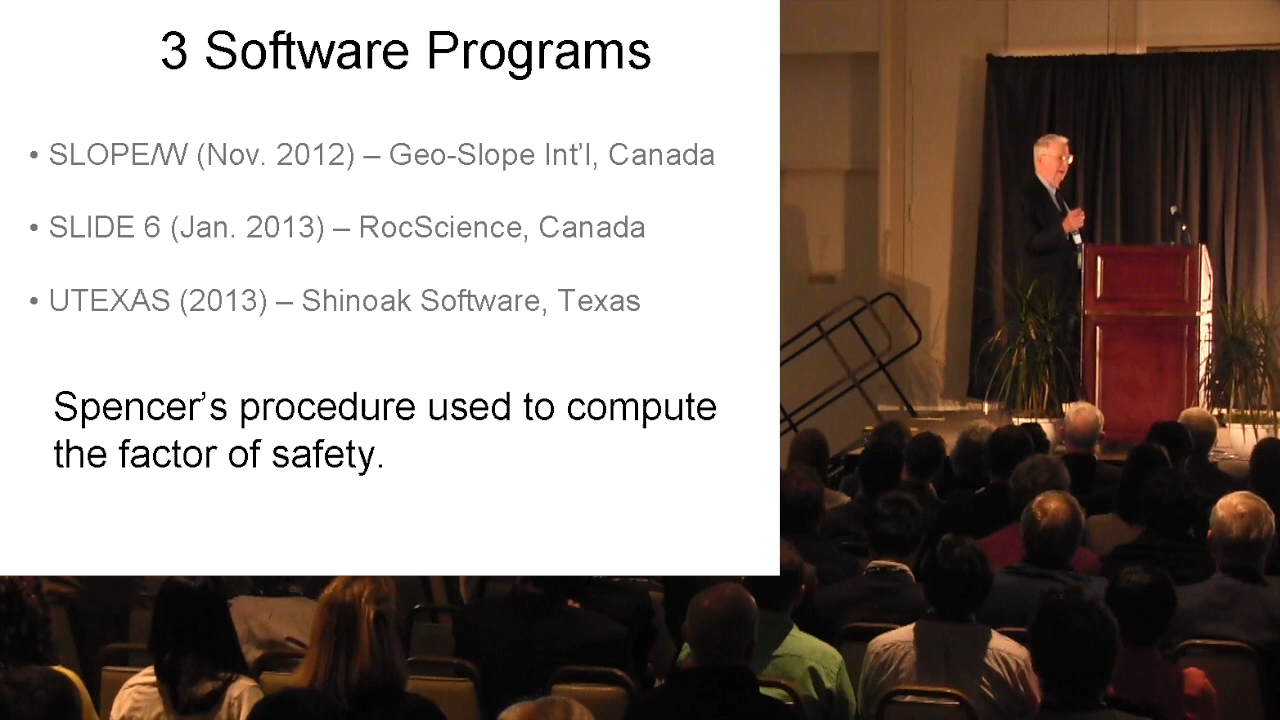 3 Software Programs
• SLOPE/W (Nov. 2012) – Geo-Slope Int'l, Canada
• SLIDE 6 (Jan. 2013) – RocScience, Canada
• UTEXAS (2013) – Shinoak Software, Texas
Spencer's procedure used to compute
the factor of safety.